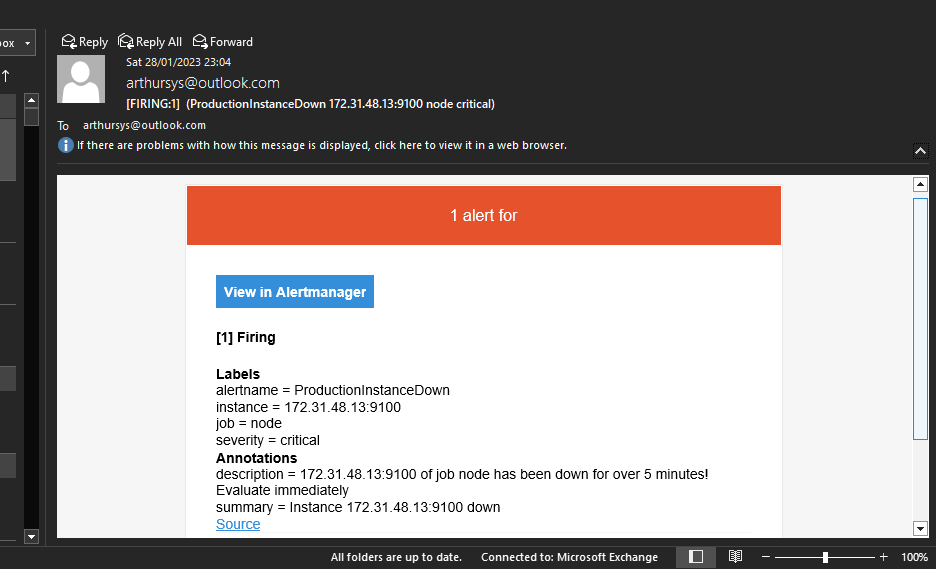 ox
Reply Reply All Forward
Sat 28/01/2023 23:04
arthursys@outlook.com
[FIRING:1] (ProductionInstanceDown 172.31.48.13:9100 node critical)
To arthursys@outlook.com
If there are problems with how this message is displayed, click here to view it in a web browser.
1 alert for
View in Alertmanager
[1] Firing
Labels
alertname = ProductionInstanceDown
instance = 172.31.48.13:9100
job = node
severity = critical
Annotations
description = 172.31.48.13:9100 of job node has been down for over 5 minutes!
Evaluate immediately
summary = Instance 172.31.48.13:9100 down
Source
All folders are up to date. Connected to: Microsoft Exchange 100%